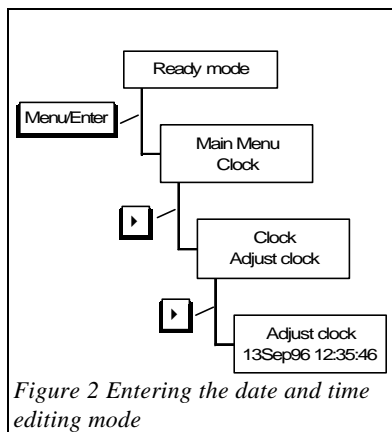 Ready mode
Menu/Enter
Main Menu
Clock
Clock
Adjust clock
Adjust clock
13Sep96 12:35:46
Figure 2 Entering the date and time
editing mode